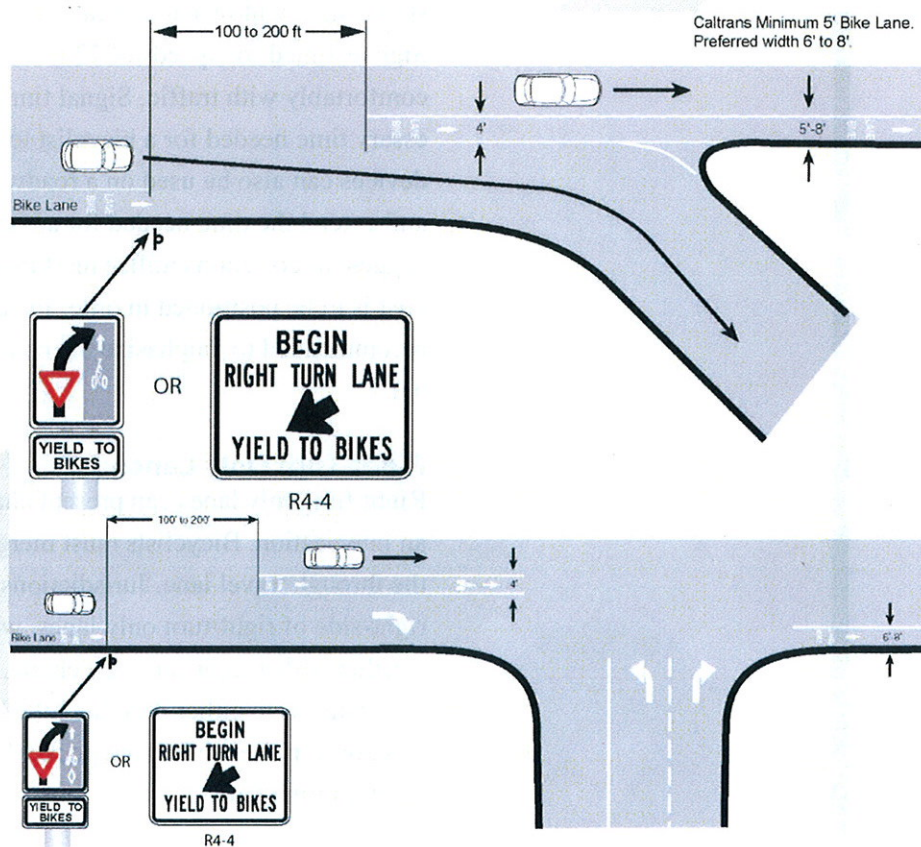 Caltrans Minimum 5' Bike Lane.
Preferred width 6' to 8'.
100 to 200 ft
4'
5'-8'
Bike Lane
YIELD TO
BIKES
OR
BEGIN
RIGHT TURN LANE
YIELD TO BIKES
R4-4
100' to 200'
4'
Bike Lane
6'-8'
YIELD TO
BIKES
OR
BEGIN
RIGHT TURN LANE
YIELD TO BIKES
R4-4